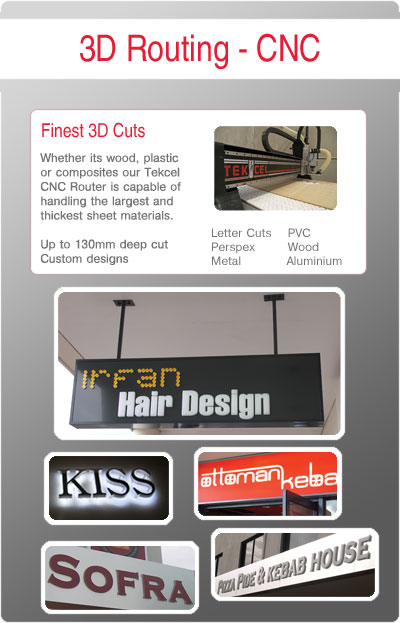 3D Routing - CNC
Finest 3D Cuts
Whether its wood, plastic
or composites our Tekcel
CNC Router is capable of
handling the largest and
thickest sheet materials.
Up to 130mm deep cut
Custom designs
TEKCEL
Letter Cuts PVC
Perspex Wood
Metal Aluminium
irfan
Hair Design
KISS
ottoman keba
SOFRA
PIZZA PIDE & KEBAB HOUSE